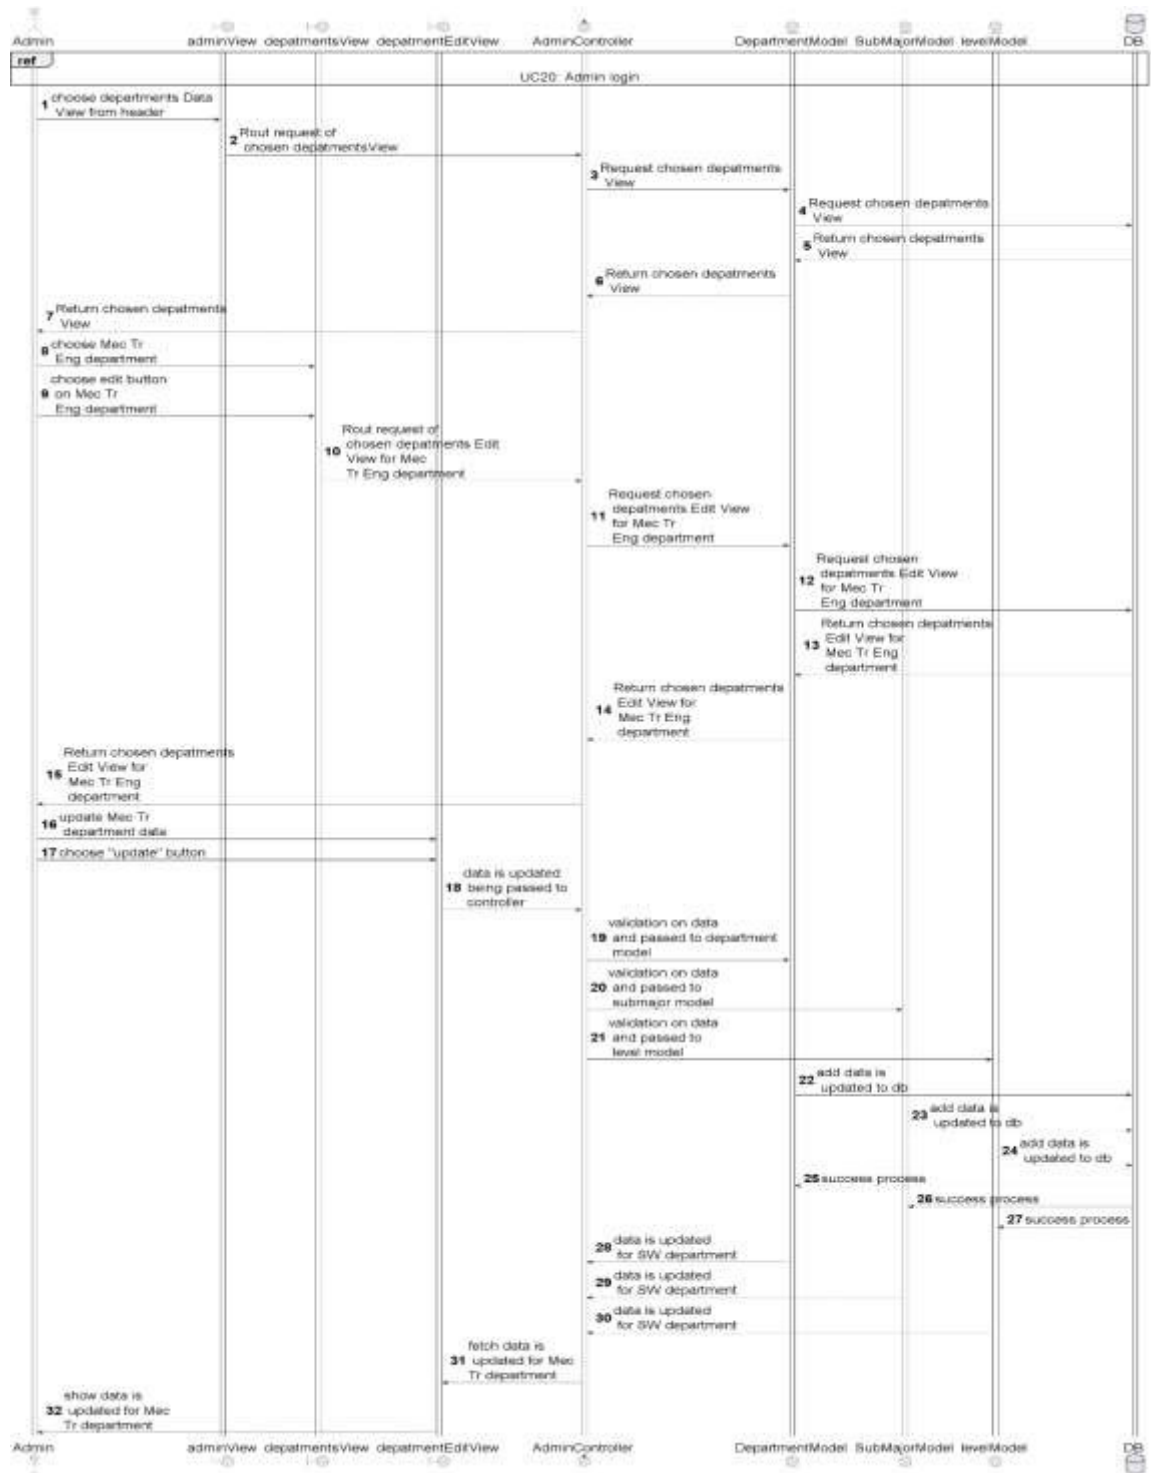 Admin adminView depatmentsView depatmentEditView AdminController DepartmentModel SubMajorModel levelModel DB
ref
UC20: Admin login
1 choose departments Data
View from header
2 Rout request of
chosen depatmentsView
3 Request chosen depatments
View
4 Request chosen depatments
View
5 Return chosen depatments
View
6 Return chosen depatments
View
7 Return chosen depatments
View
8 choose Mec Tr
Eng department
choose edit button
9 on Mec Tr
Eng department
Rout request of
chosen depatments Edit
10 View for Mec
Tr Eng department
Request chosen
depatments Edit View
11 for Mec Tr
Eng department
Request chosen
depatments Edit View
12 for Mec Tr
Eng department
Return chosen depatments
Edit View for
13 Mec Tr Eng
department
Return chosen depatments
Edit View for
14 Mec Tr Eng
department
Return chosen depatments
Edit View for
15 Mec Tr Eng
department
16 update Mec Tr
department data
17 choose "update" button
data is updated
18 being passed to
controller
validation on data
19 and passed to department
model
validation on data
20 and passed to
submajor model
validation on data
21 and passed to
level model
22 add data is
updated to db
23 add data is
updated to db
24 add data is
updated to db
25 success process
26 success process
27 success process
28 data is updated
for SW department
29 data is updated
for SW department
30 data is updated
for SW department
fetch data is
31 updated for Mec
Tr department
show data is
32 updated for Mec
Tr department
Admin adminView depatmentsView depatmentEditView AdminController DepartmentModel SubMajorModel levelModel DB